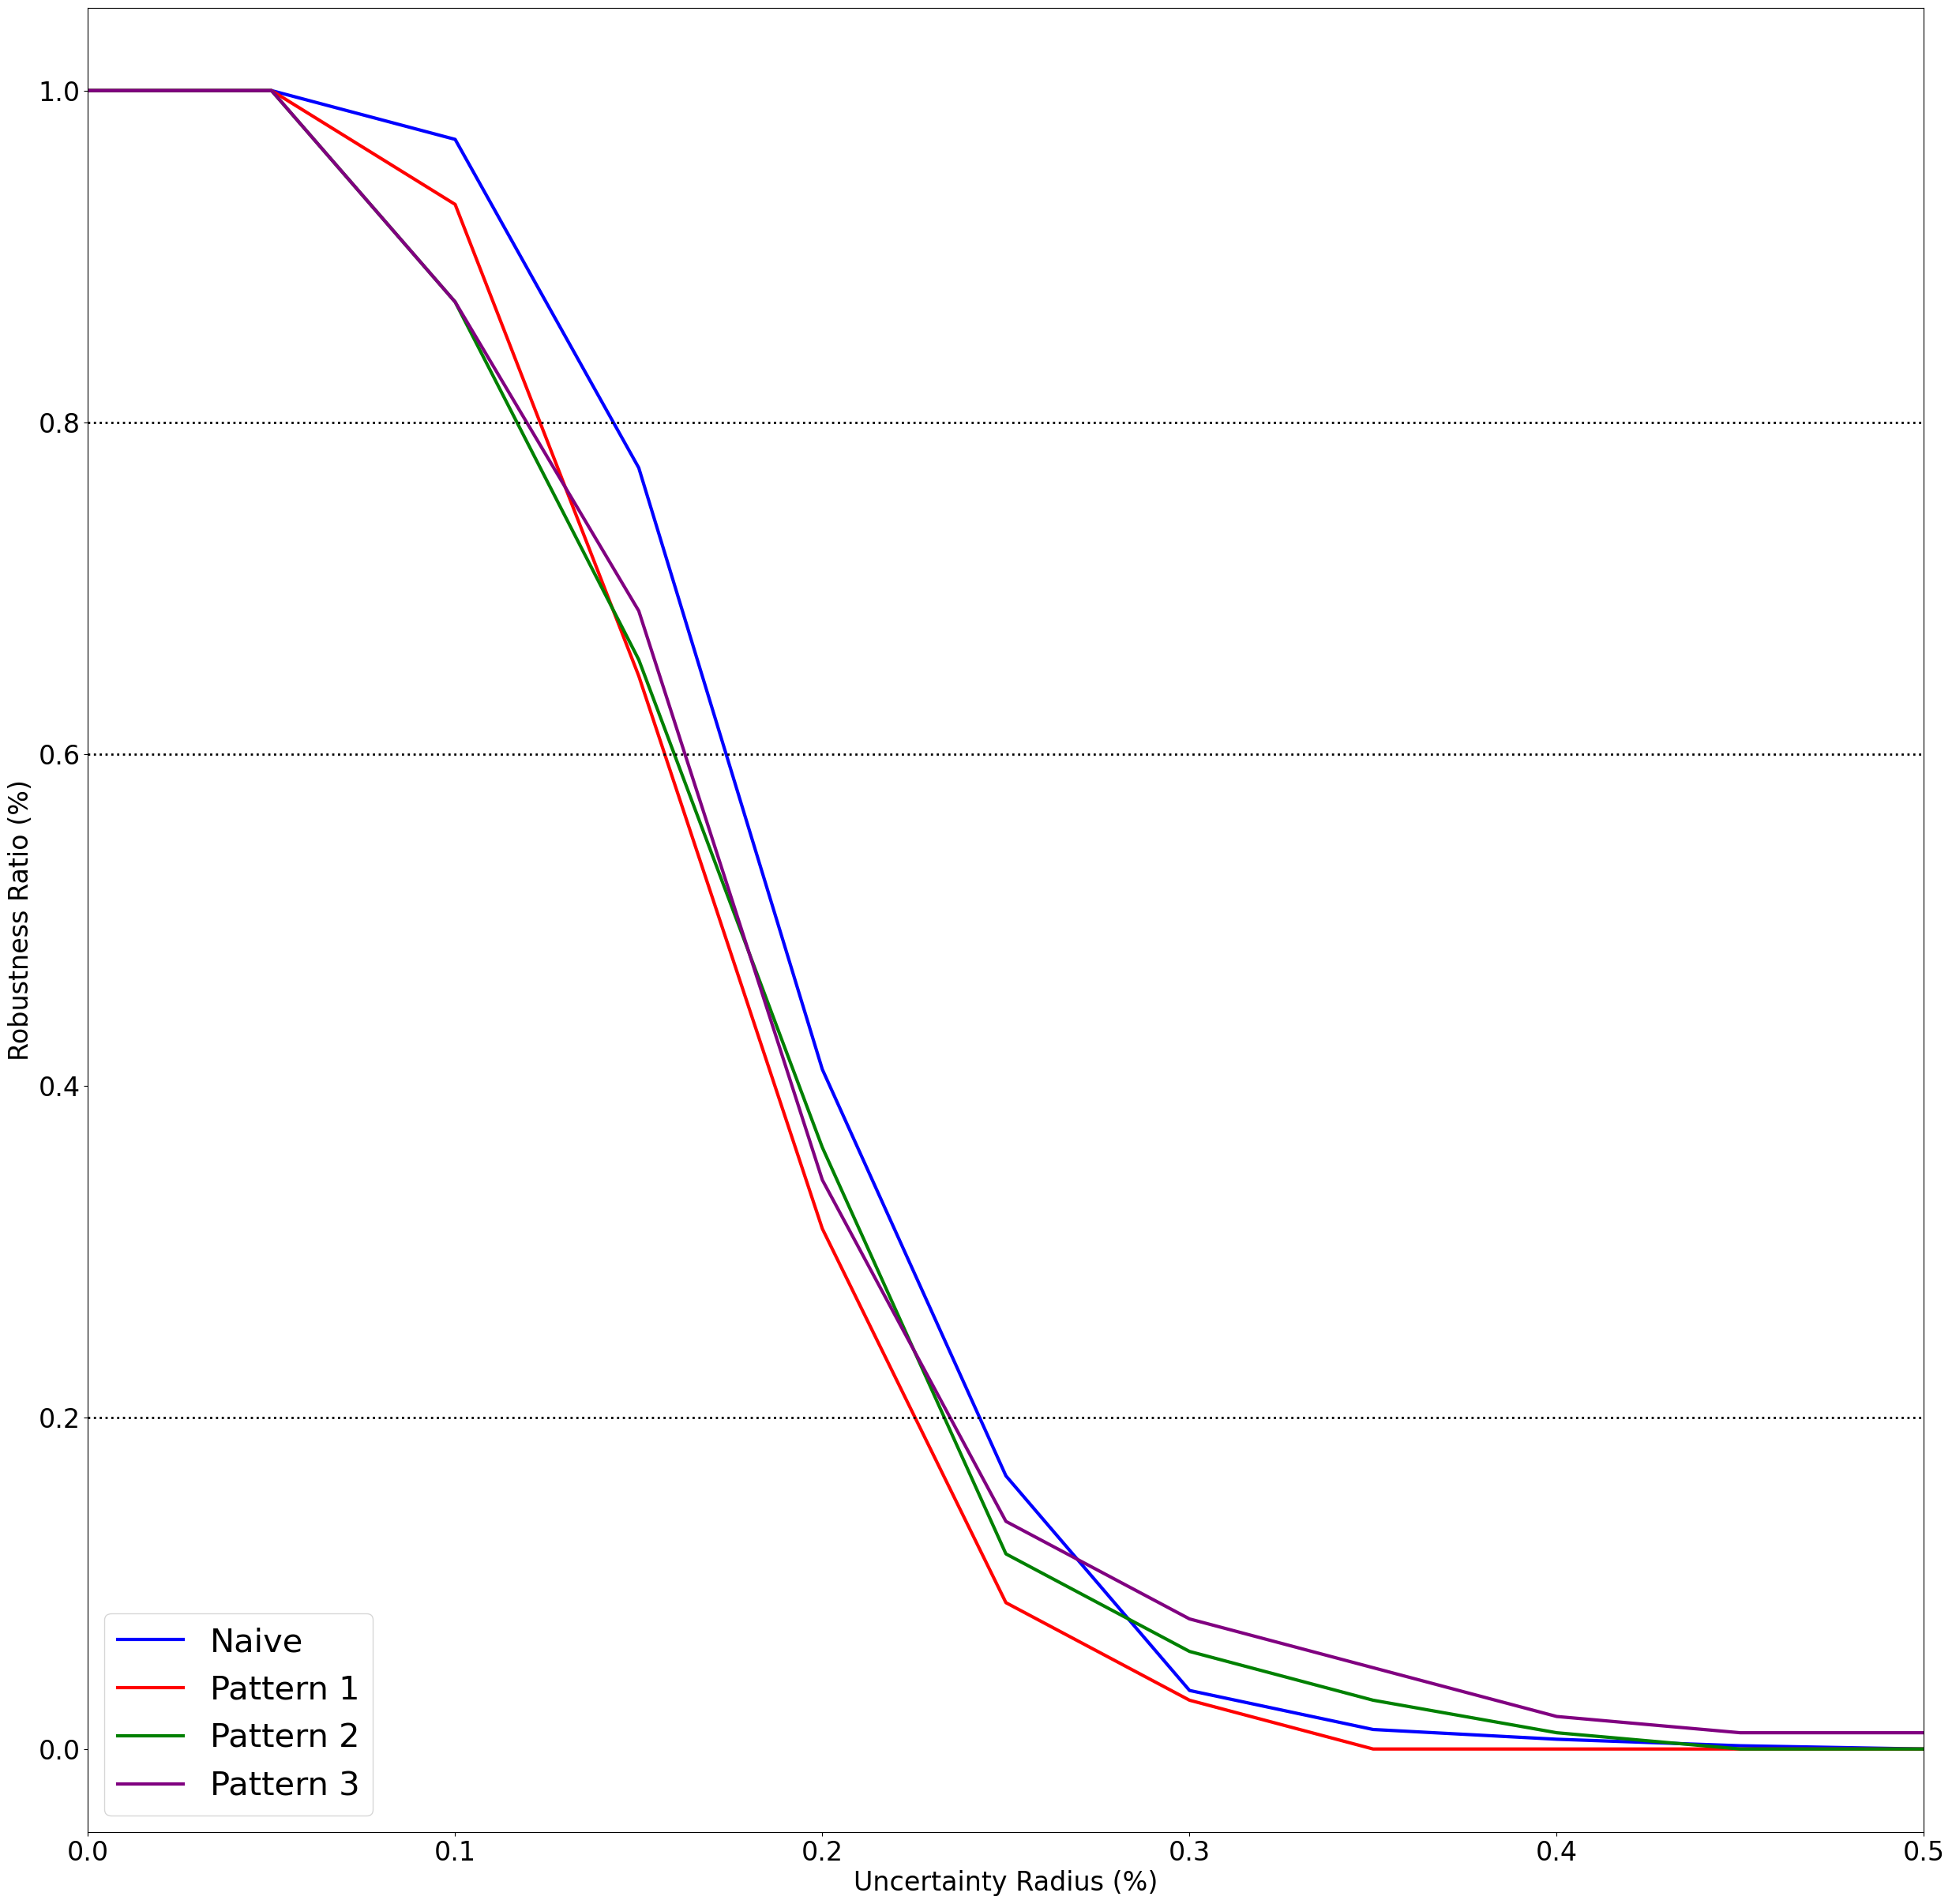 Robustness Ratio (%)
1.0
0.8
0.6
0.4
0.2
0.0
Naive
Pattern 1
Pattern 2
Pattern 3
0.0 0.1 0.2 0.3 0.4 0.5
Uncertainty Radius (%)